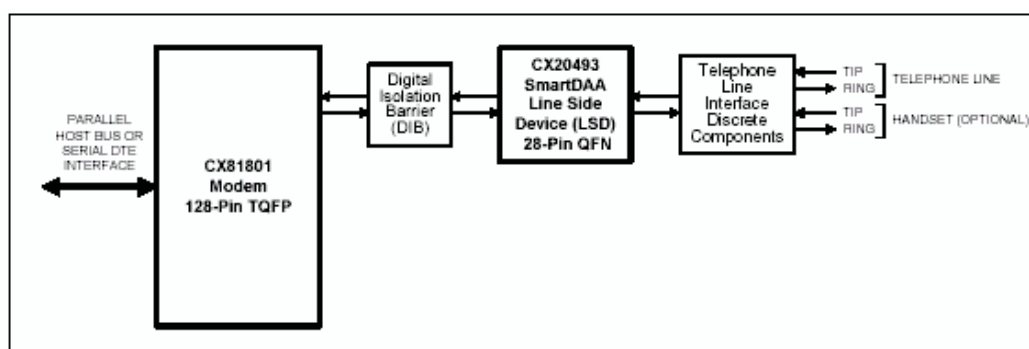 PARALLEL
HOST BUS OR
SERIAL DTE
INTERFACE
CX81801
Modem
128-Pin TQFP
Digital
Isolation
Barrier
(DIB)
CX20493
SmartDAA
Line Side
Device (LSD)
28-Pin QFN
Telephone
Line
Interface
Discrete
Components
TIP
RING
TELEPHONE LINE
TIP
RING
HANDSET (OPTIONAL)